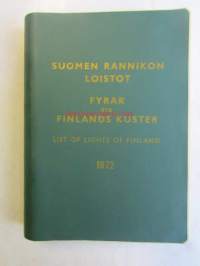 SUOMEN RANNIKON
LOISTOT
FYRAR
VID
FINLANDS KUSTER
LIST OF LIGHTS OF FINLAND